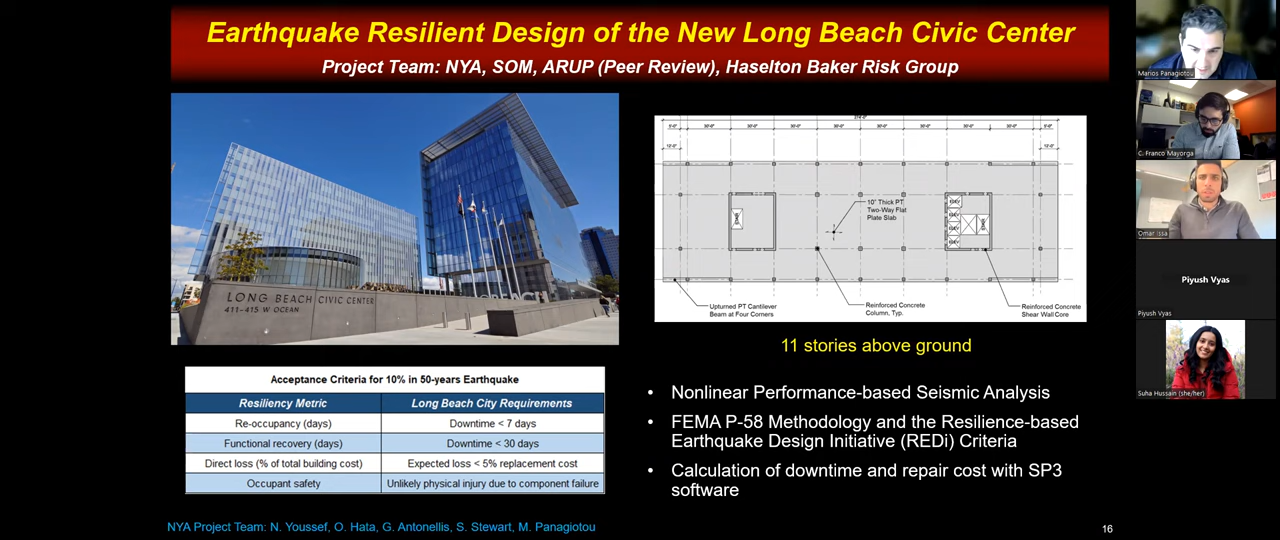 Earthquake Resilient Design of the New Long Beach Civic Center
Project Team: NYA, SOM, ARUP (Peer Review), Haselton Baker Risk Group
LONG BEACH CIVIC CENTER
411-415 W OCEAN
10" Thick PT
Two-Way Flat
Plate Slab
Upturned PT Cantilever
Beam at Four Corners
Reinforced Concrete
Column, Typ.
Reinforced Concrete
Shear Wall Core
11 stories above ground
Acceptance Criteria for 10% in 50-years Earthquake
Resiliency Metric Long Beach City Requirements
Re-occupancy (days) Downtime < 7 days
Functional recovery (days) Downtime < 30 days
Direct loss (% of total building cost) Expected loss < 5% replacement cost
Occupant safety Unlikely physical injury due to component failure
• Nonlinear Performance-based Seismic Analysis
• FEMA P-58 Methodology and the Resilience-based
Earthquake Design Initiative (REDi) Criteria
• Calculation of downtime and repair cost with SP3
software
NYA Project Team: N. Youssef, O. Hata, G. Antonellis, S. Stewart, M. Panagiotou
16
Marios Panagiotou
C. Franco Mayorga
Omar Issa
Piyush Vyas
Piyush Vyas
Suha Hussain (she/her)